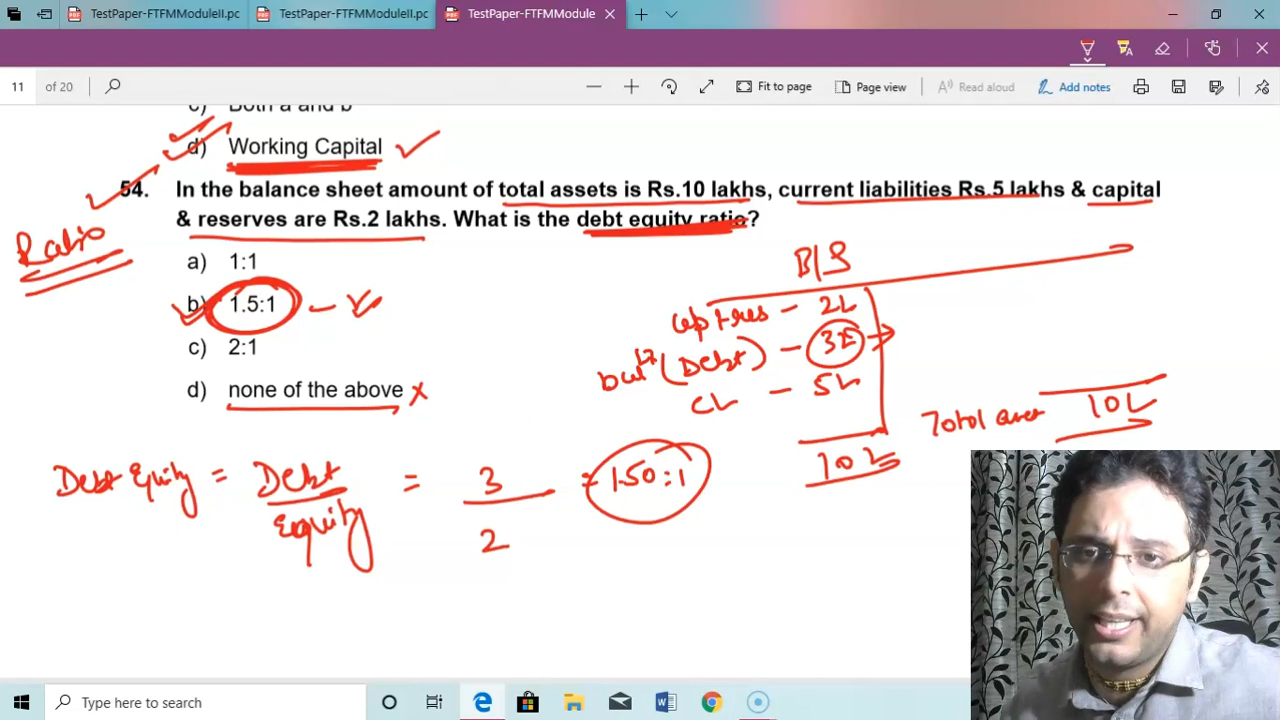 TestPaper-FTFMModuleII.pc
TestPaper-FTFMModuleII.pc
TestPaper-FTFMModule
11 of 20
Fit to page
Page view
Read aloud
Add notes
c) Both a and b
d) Working Capital
54. In the balance sheet amount of total assets is Rs.10 lakhs, current liabilities Rs.5 lakhs & capital
& reserves are Rs.2 lakhs. What is the debt equity ratio?
Ratio
a) 1:1
b) 1.5:1
c) 2:1
d) none of the above
B/S
cap+res - 2L
(Debt) - 3L
CL - 5L
10L
Total asset 10L
Debt Equity = Debt = 3 = 1.50:1
Equity 2
Type here to search